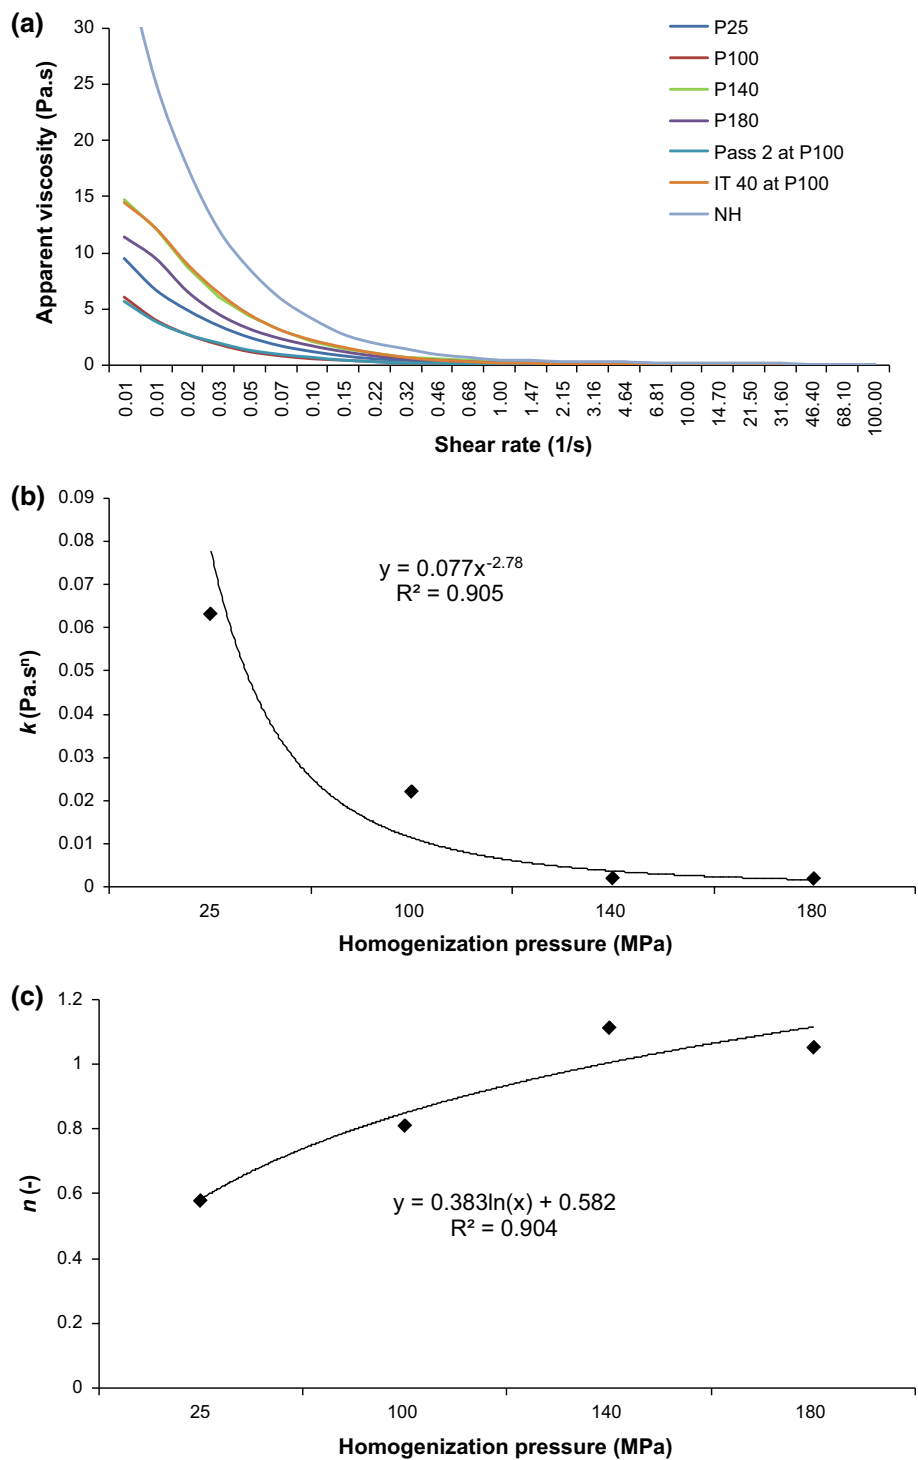 (a)
Apparent viscosity (Pa.s)
30
25
20
15
10
5
0
P25
P100
P140
P180
Pass 2 at P100
IT 40 at P100
NH
0.01 0.01 0.02 0.03 0.05 0.07 0.10 0.15 0.22 0.32 0.46 0.68 1.00 1.47 2.15 3.16 4.64 6.81 10.00 14.70 21.50 31.60 46.40 68.10 100.00
Shear rate (1/s)
(b)
k (Pa.sⁿ)
0.09
0.08
0.07
0.06
0.05
0.04
0.03
0.02
0.01
0
y = 0.077x⁻²·⁷⁸
R² = 0.905
25 100 140 180
Homogenization pressure (MPa)
(c)
n (-)
1.2
1
0.8
0.6
0.4
0.2
0
y = 0.383ln(x) + 0.582
R² = 0.904
25 100 140 180
Homogenization pressure (MPa)